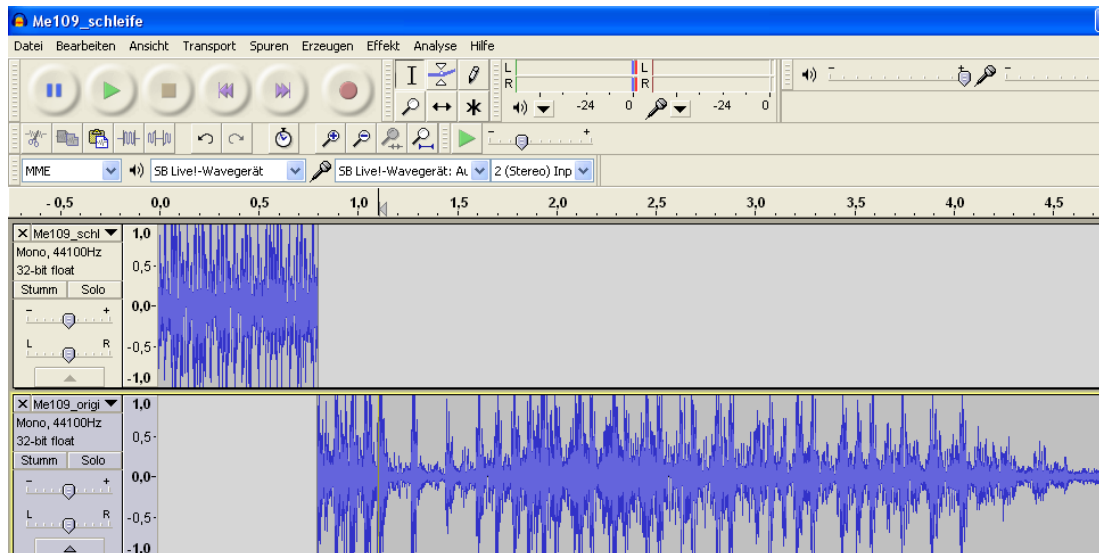 Me109_schleife
Datei Bearbeiten Ansicht Transport Spuren Erzeugen Effekt Analyse Hilfe
L
R
L
R
-24 0
-24 0
MME
SB Live!-Wavegerät
SB Live!-Wavegerät: Au
2 (Stereo) Inp
- 0,5 0,0 0,5 1,0 1,5 2,0 2,5 3,0 3,5 4,0 4,5
Me109_schl
Mono, 44100Hz
32-bit float
Stumm Solo
- +
L R
1,0
0,5
0,0
-0,5
-1,0
Me109_origi
Mono, 44100Hz
32-bit float
Stumm Solo
- +
L R
1,0
0,5
0,0
-0,5
-1,0